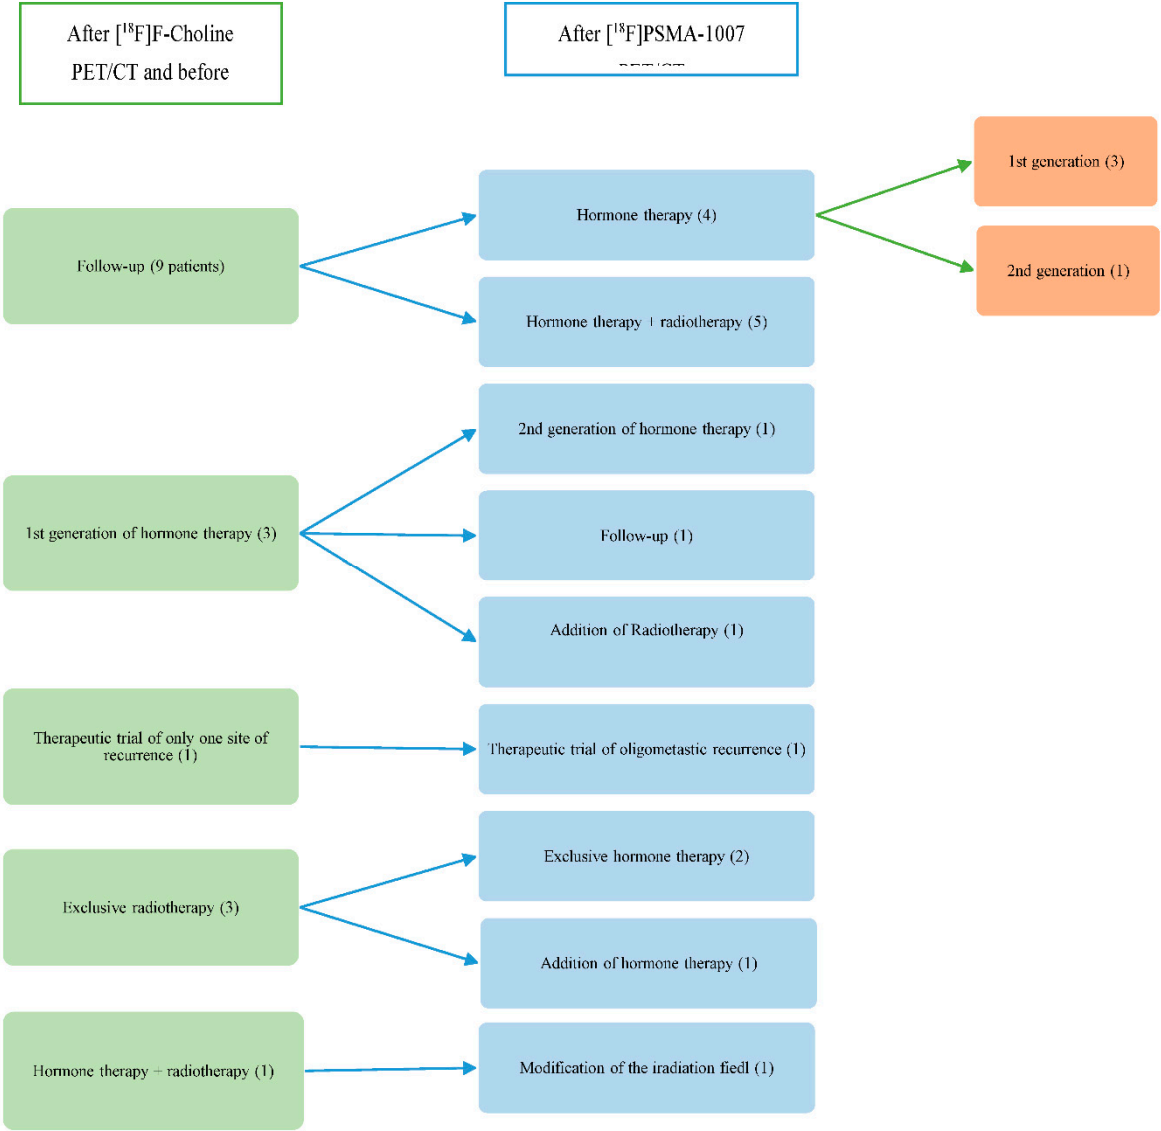 After [¹⁸F]F-Choline
PET/CT and before
After [¹⁸F]PSMA-1007
PET/CT
1st generation (3)
Hormone therapy (4)
Follow-up (9 patients)
2nd generation (1)
Hormone therapy + radiotherapy (5)
2nd generation of hormone therapy (1)
1st generation of hormone therapy (3)
Follow-up (1)
Addition of Radiotherapy (1)
Therapeutic trial of only one site of
recurrence (1)
Therapeutic trial of oligometastic recurrence (1)
Exclusive hormone therapy (2)
Exclusive radiotherapy (3)
Addition of hormone therapy (1)
Hormone therapy + radiotherapy (1)
Modification of the iradiation fiedl (1)